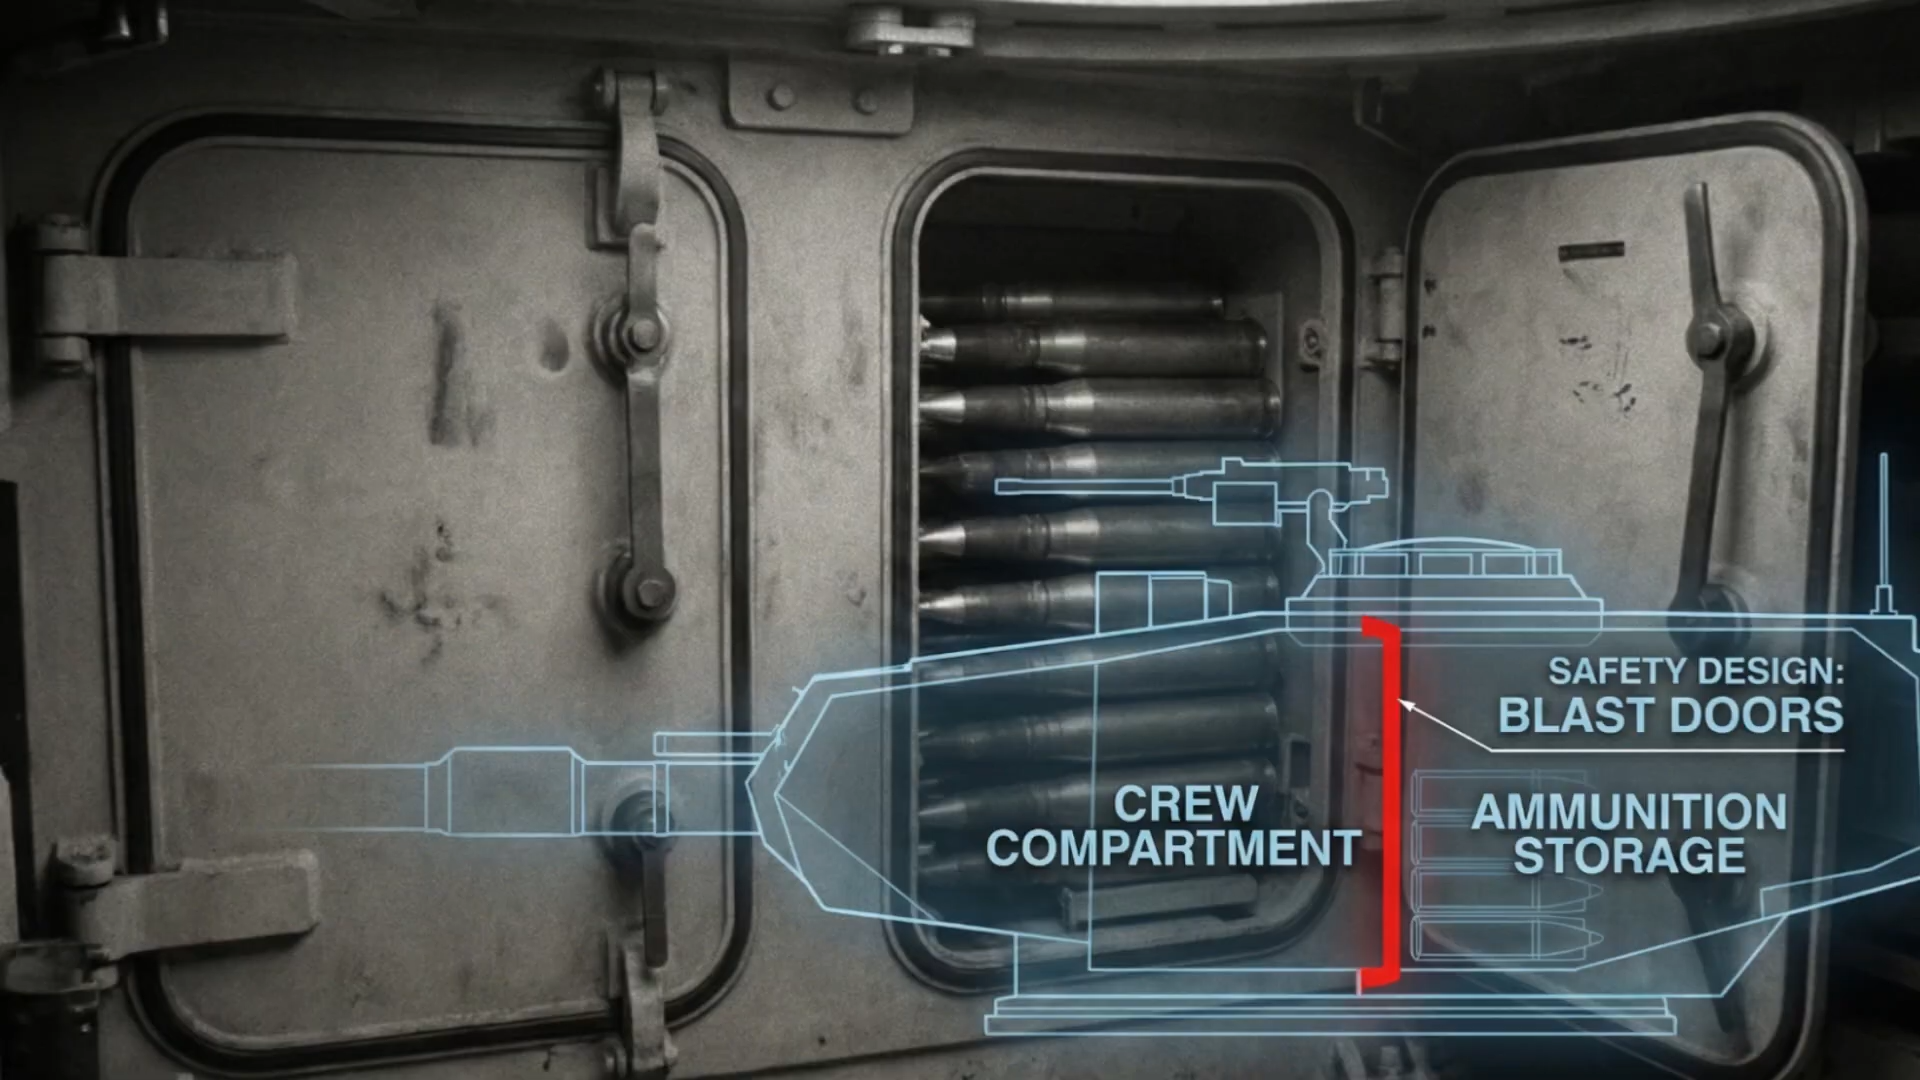 SAFETY DESIGN:
BLAST DOORS
CREW
COMPARTMENT
AMMUNITION
STORAGE